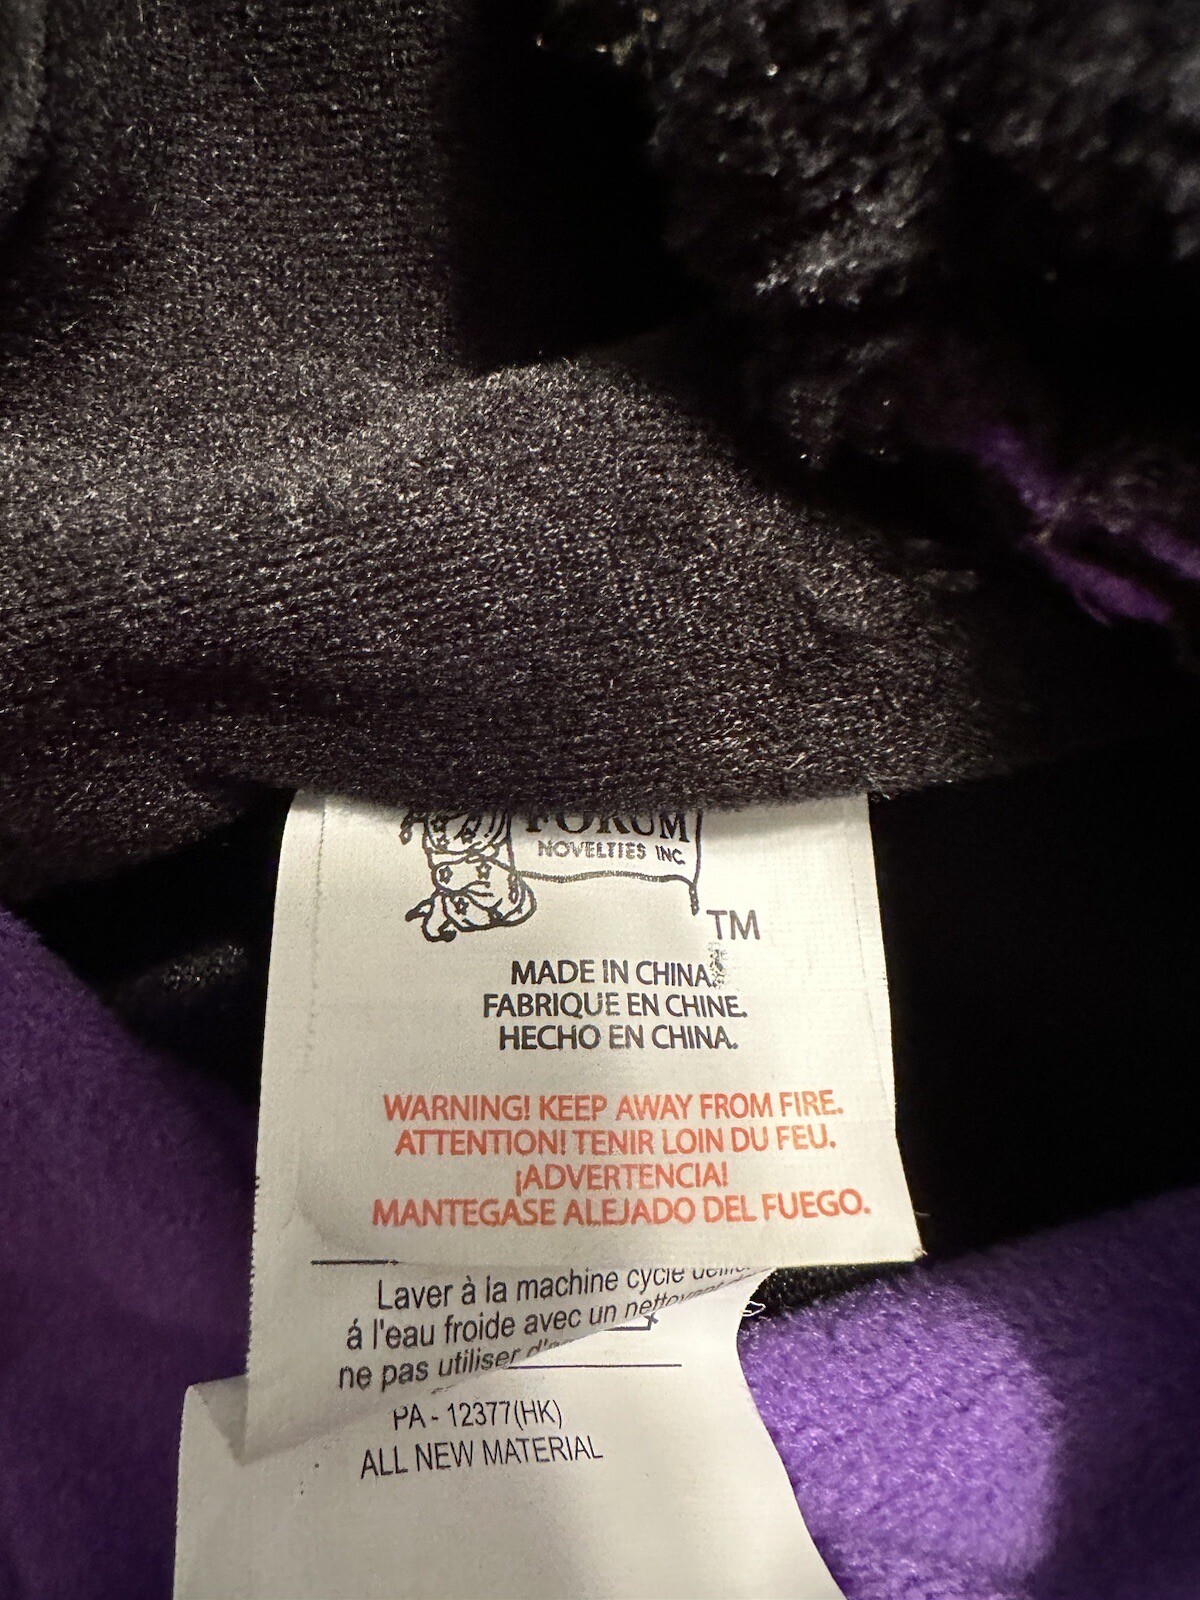 FORUM
NOVELTIES INC.
TM
MADE IN CHINA.
FABRIQUE EN CHINE.
HECHO EN CHINA.
WARNING! KEEP AWAY FROM FIRE.
ATTENTION! TENIR LOIN DU FEU.
¡ADVERTENCIA!
MANTEGASE ALEJADO DEL FUEGO.
Laver à la machine cycle
á l'eau froide avec un
ne pas utiliser
PA - 12377(HK)
ALL NEW MATERIAL